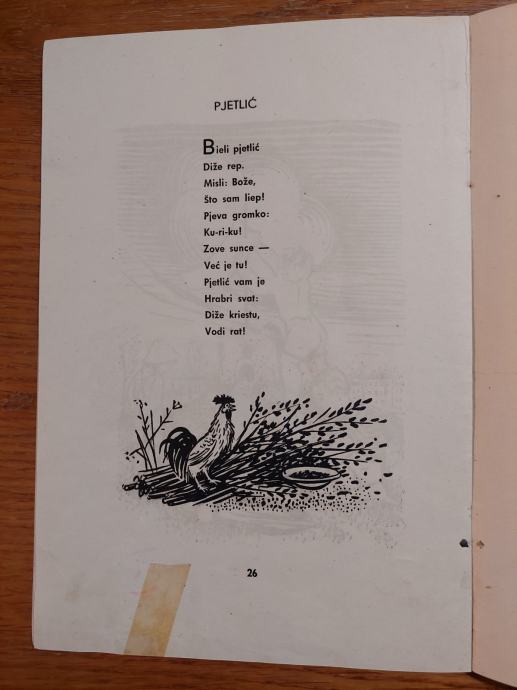 PJETLIĆ
Bieli pjetlić
Diže rep.
Misli: Bože,
Što sam liep!
Pjeva gromko:
Ku-ri-ku!
Zove sunce —
Već je tu!
Pjetlić vam je
Hrabri svat:
Diže kriestu,
Vodi rat!
26